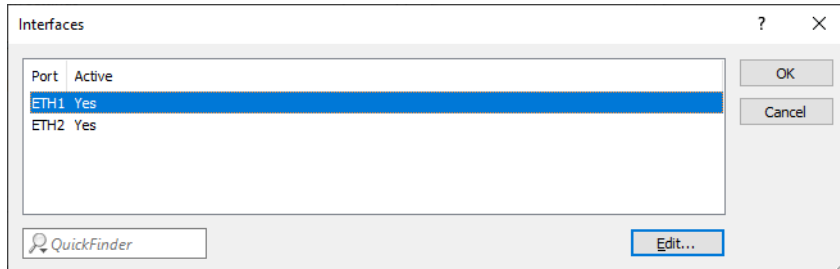 Interfaces
Port Active
ETH1 Yes
ETH2 Yes
OK
Cancel
QuickFinder
Edit...